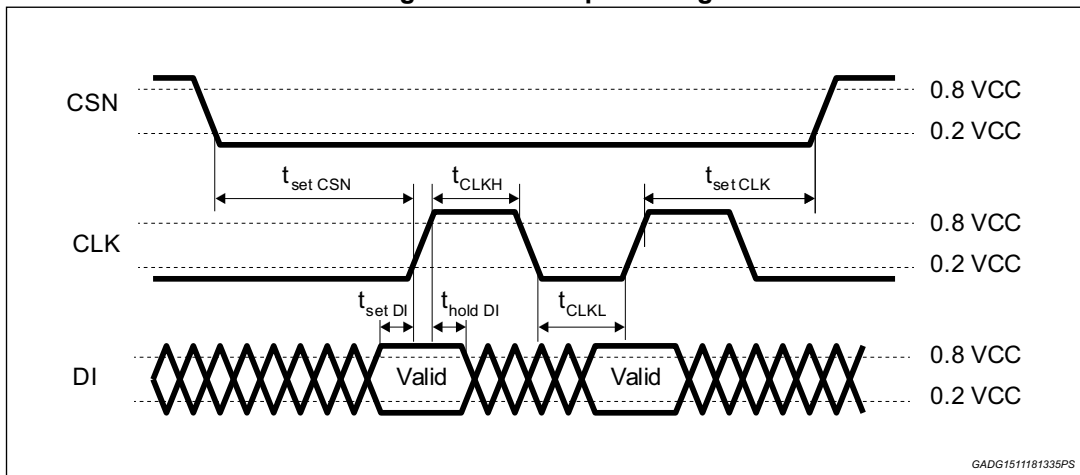 CSN
0.8 VCC
0.2 VCC
t set CSN
t CLKH
t set CLK
CLK
0.8 VCC
0.2 VCC
t set DI
t hold DI
t CLKL
DI
Valid
Valid
0.8 VCC
0.2 VCC
GADG1511181335PS